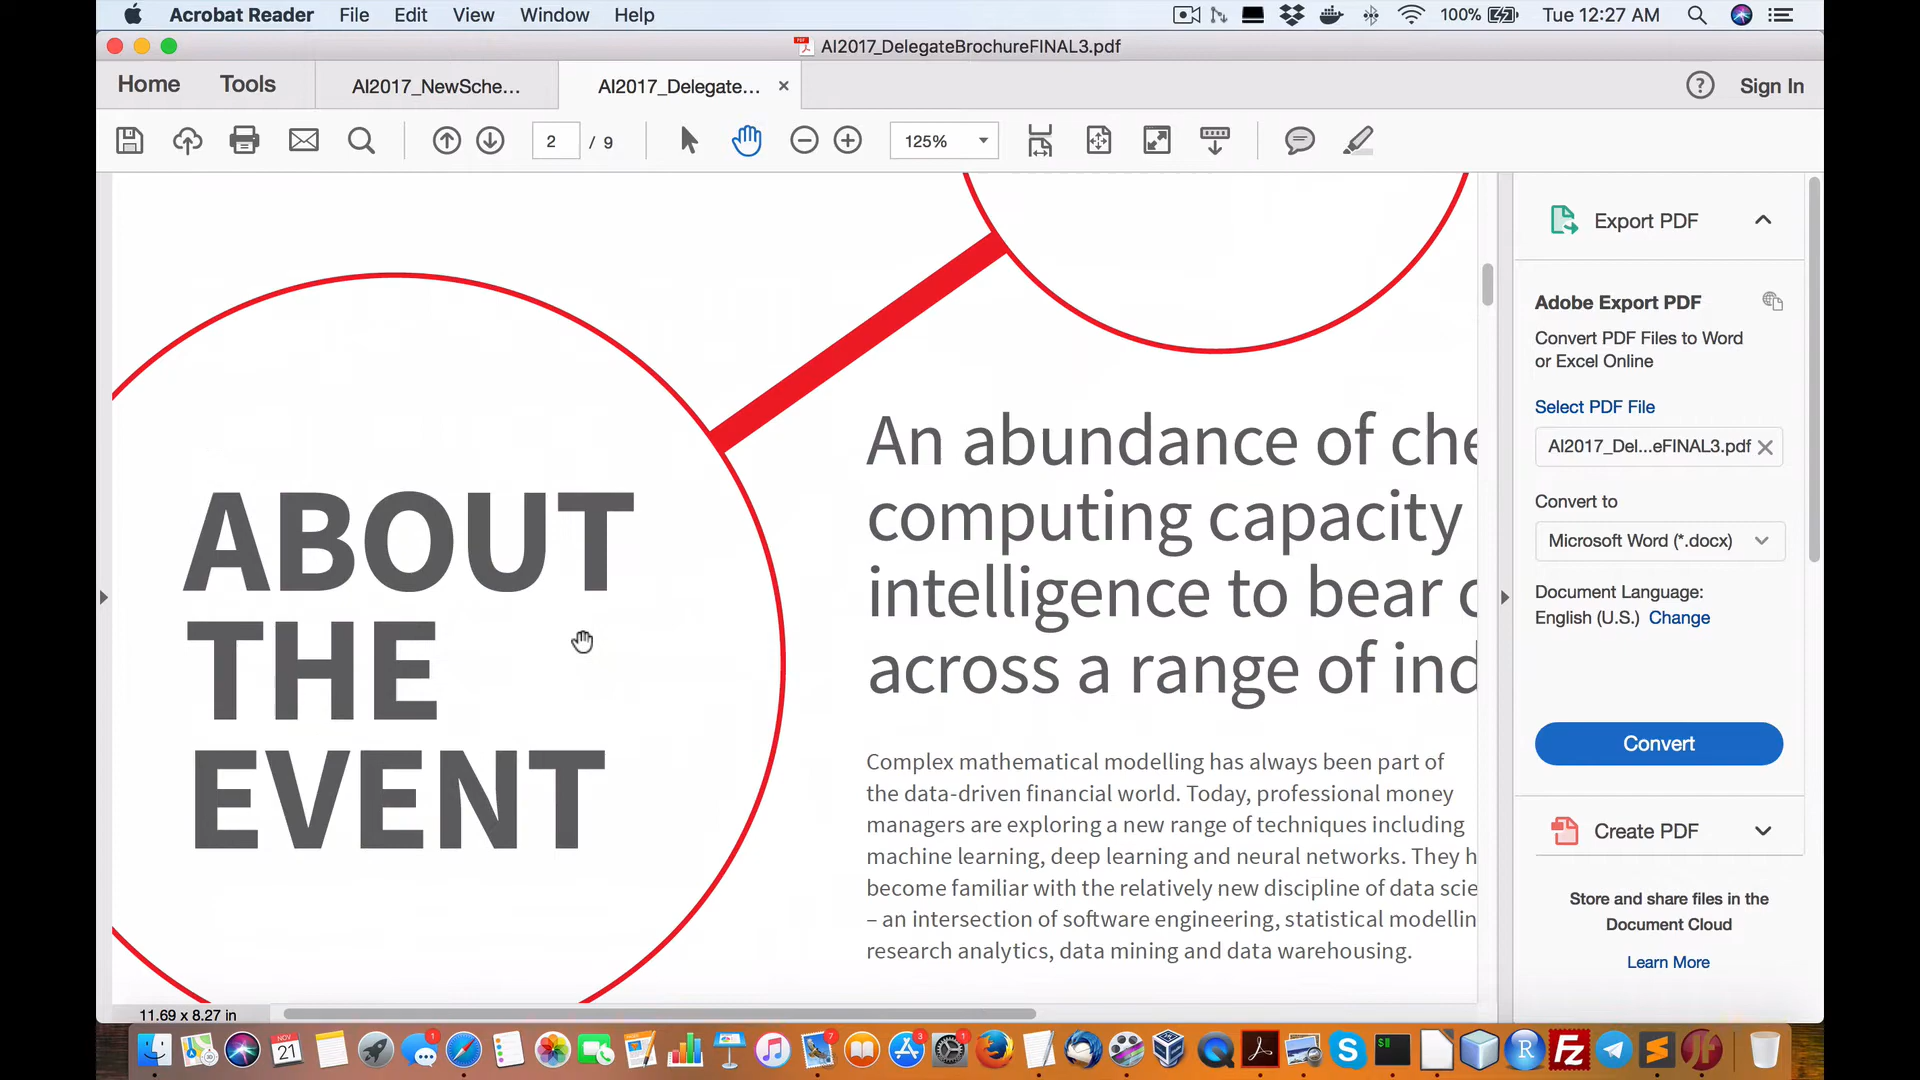 Acrobat Reader File Edit View Window Help 100% Tue 12:27 AM
AI2017_DelegateBrochureFINAL3.pdf
Home Tools AI2017_NewSche... AI2017_Delegate... × ? Sign In
2 / 9 125%
ABOUT
THE
EVENT
An abundance of che
computing capacity
intelligence to bear
across a range of ind
Complex mathematical modelling has always been part of
the data-driven financial world. Today, professional money
managers are exploring a new range of techniques including
machine learning, deep learning and neural networks. They h
become familiar with the relatively new discipline of data scie
– an intersection of software engineering, statistical modellin
research analytics, data mining and data warehousing.
11.69 x 8.27 in
Export PDF
Adobe Export PDF
Convert PDF Files to Word
or Excel Online
Select PDF File
AI2017_Del...eFINAL3.pdf
Convert to
Microsoft Word (*.docx)
Document Language:
English (U.S.) Change
Convert
Create PDF
Store and share files in the
Document Cloud
Learn More
NOV
21
1
7
3
1
R
Fz